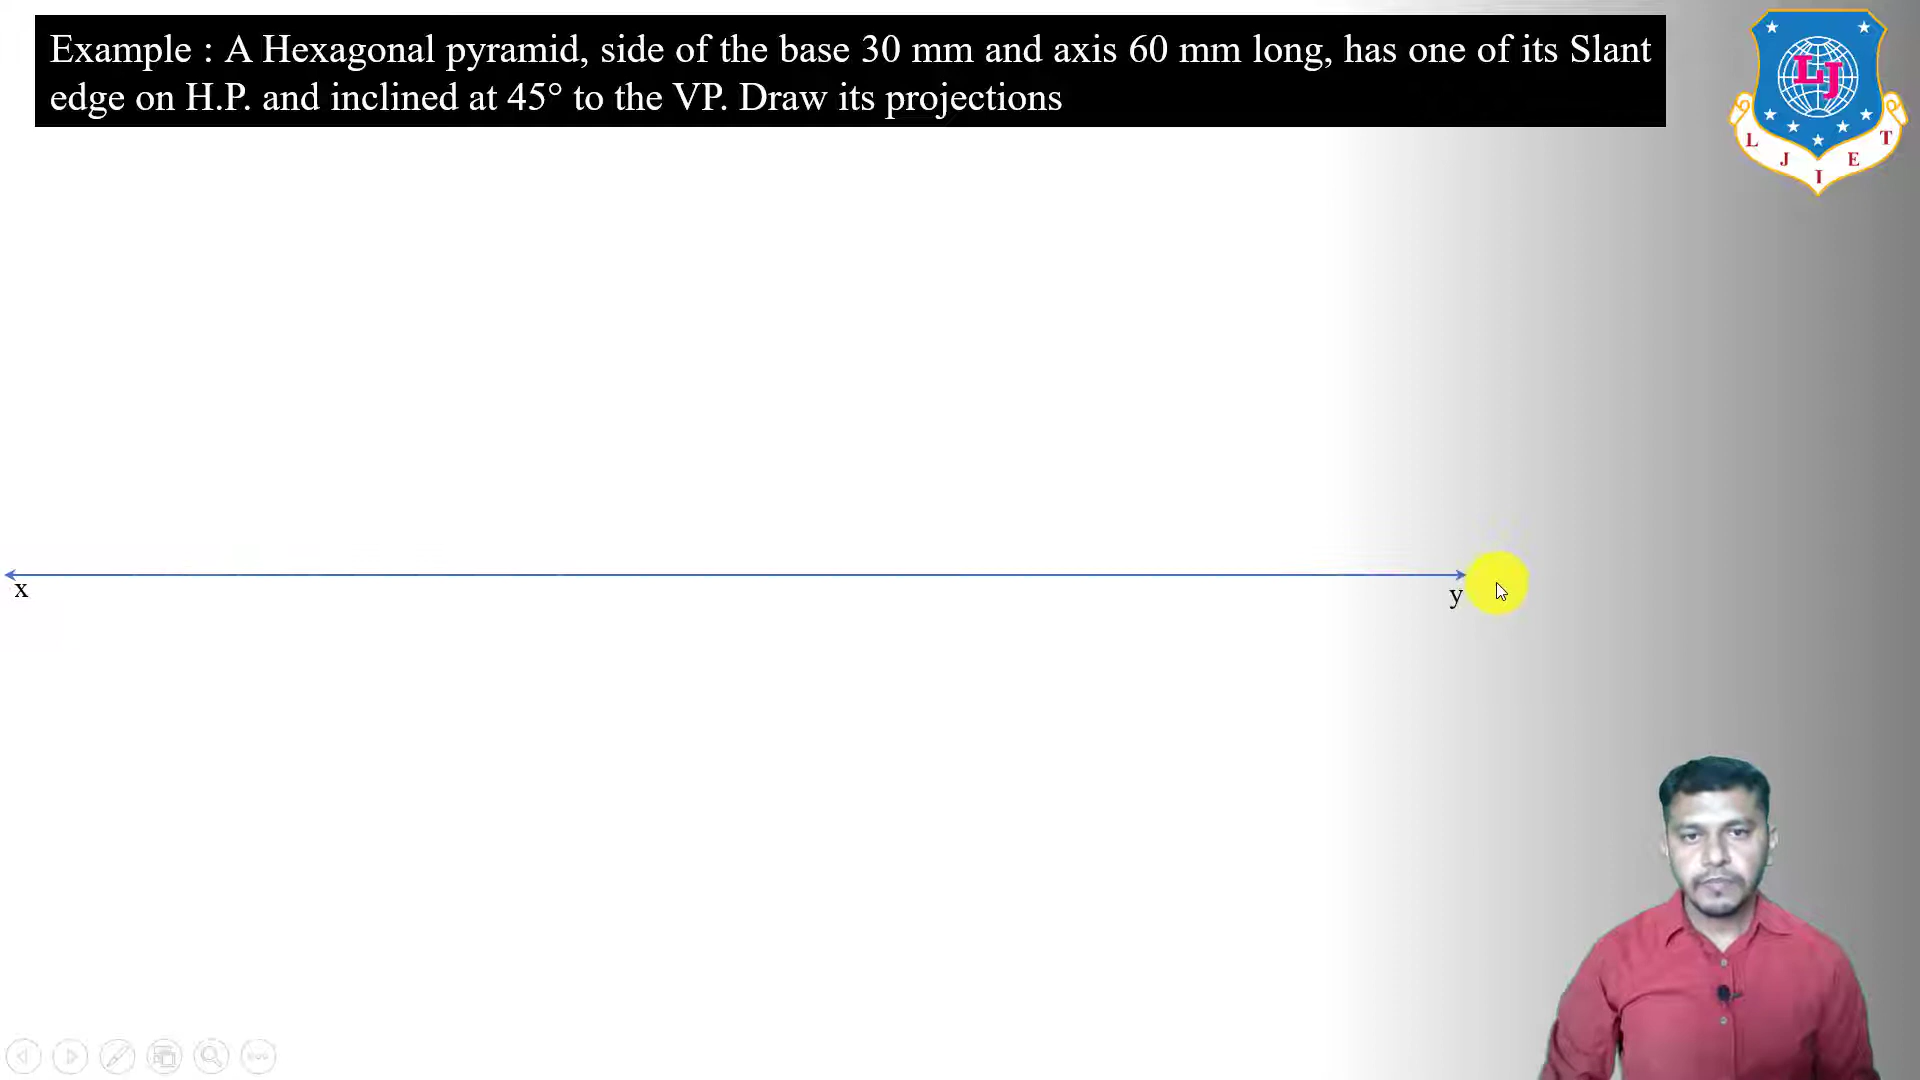 Example : A Hexagonal pyramid, side of the base 30 mm and axis 60 mm long, has one of its Slant
edge on H.P. and inclined at 45° to the VP. Draw its projections
LJ
L J I E T
x
y